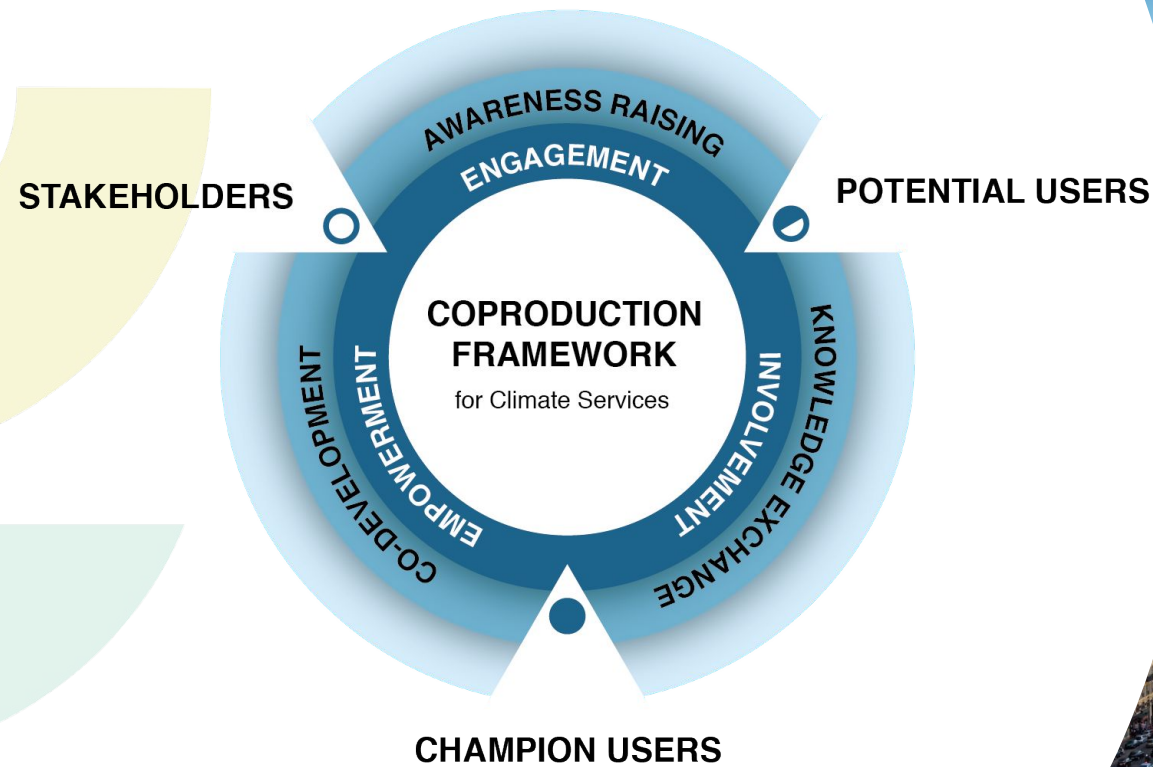 AWARENESS RAISING
ENGAGEMENT
STAKEHOLDERS
POTENTIAL USERS
COPRODUCTION
FRAMEWORK
for Climate Services
EMPOWERMENT
CO-DEVELOPMENT
INVOLVEMENT
KNOWLEDGE EXCHANGE
CHAMPION USERS